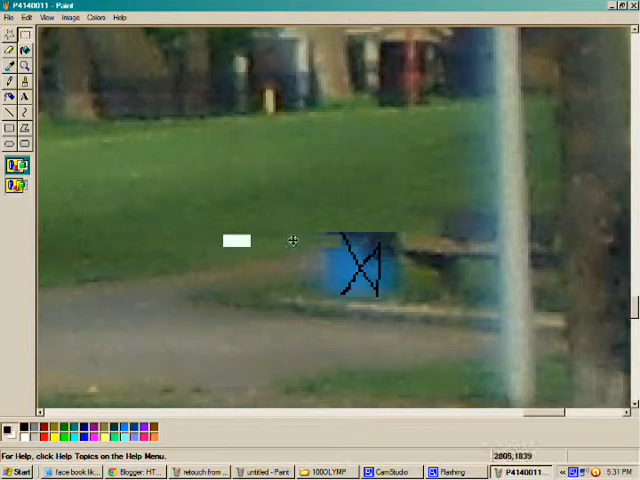 P4140011 - Paint
File Edit View Image Colors Help
A
For Help, click Help Topics on the Help Menu.
2805,1839
Start face book lik... Blogger: HT... retouch from ... untitled - Paint 100OLYMP CamStudio Flashing P4140011... « 5:31 PM